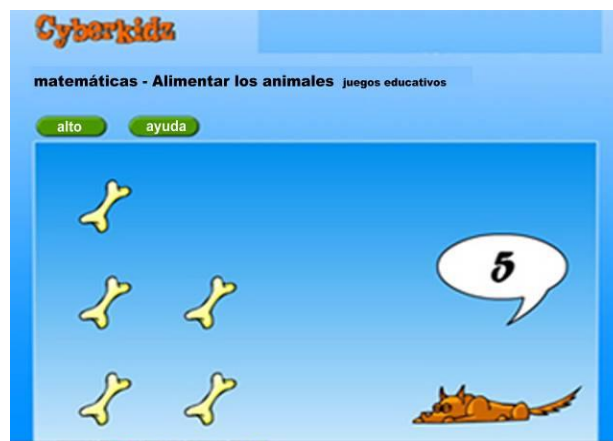 Cyberkidz
matemáticas - Alimentar los animales juegos educativos
alto ayuda
5